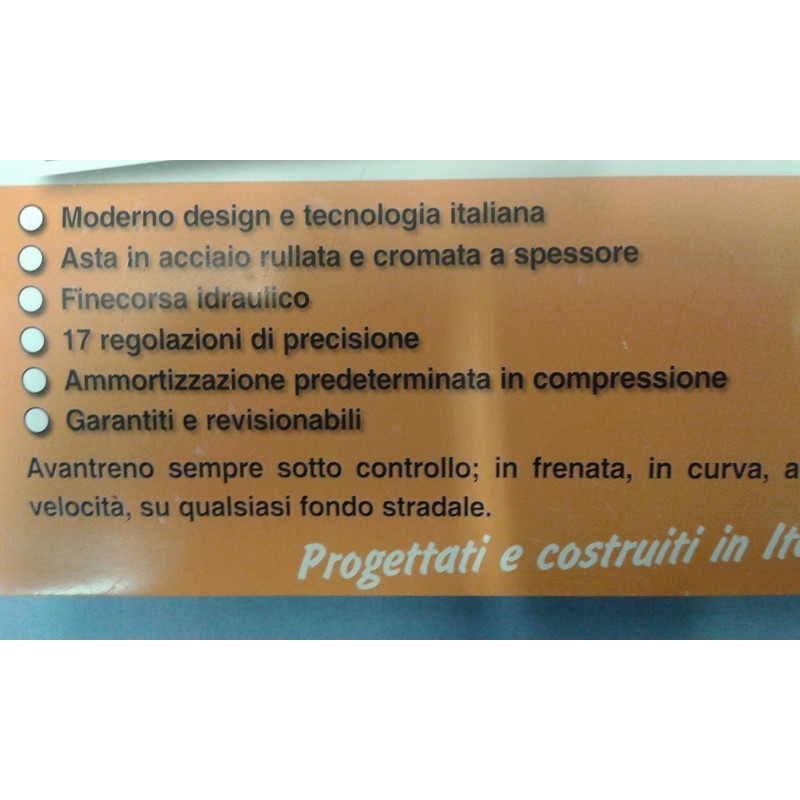 Moderno design e tecnologia italiana
Asta in acciaio rullata e cromata a spessore
Finecorsa idraulico
17 regolazioni di precisione
Ammortizzazione predeterminata in compressione
Garantiti e revisionabili
Avantreno sempre sotto controllo; in frenata, in curva, a
velocità, su qualsiasi fondo stradale.
Progettati e costruiti in